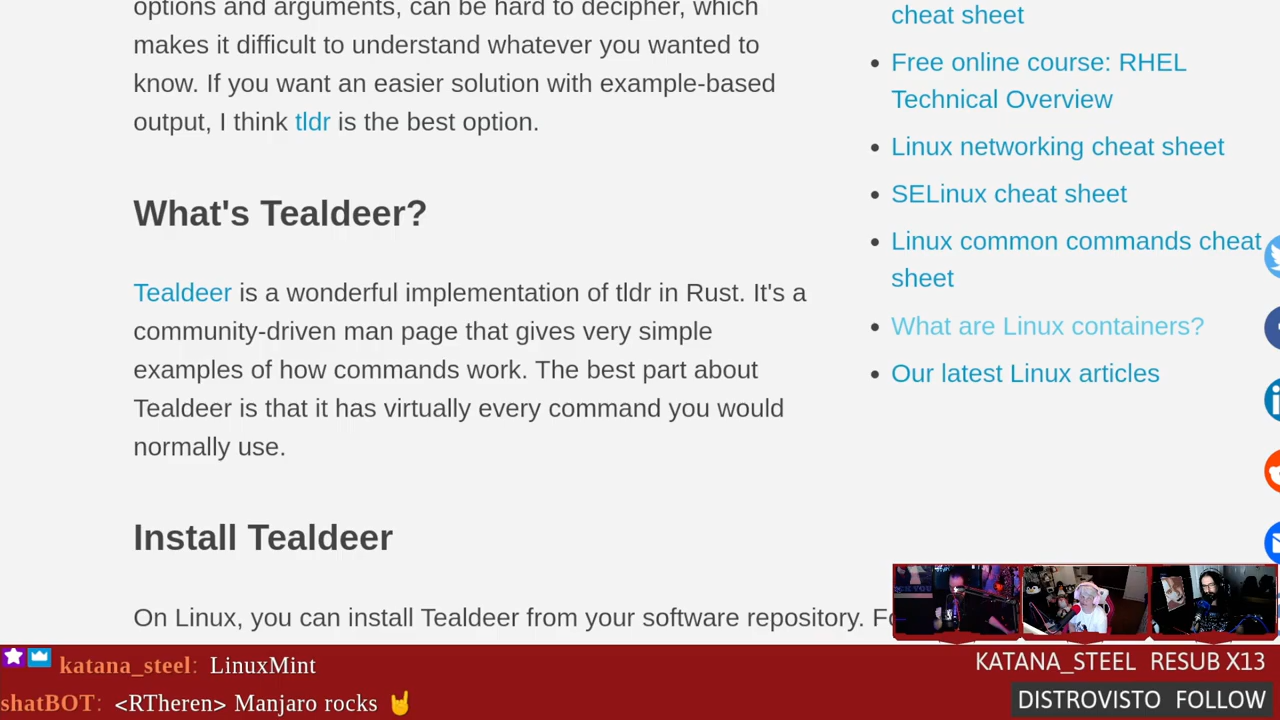 options and arguments, can be hard to decipher, which
makes it difficult to understand whatever you wanted to
know. If you want an easier solution with example-based
output, I think tldr is the best option.
What's Tealdeer?
Tealdeer is a wonderful implementation of tldr in Rust. It's a
community-driven man page that gives very simple
examples of how commands work. The best part about
Tealdeer is that it has virtually every command you would
normally use.
Install Tealdeer
On Linux, you can install Tealdeer from your software repository.
cheat sheet
• Free online course: RHEL
Technical Overview
• Linux networking cheat sheet
• SELinux cheat sheet
• Linux common commands cheat
sheet
• What are Linux containers?
• Our latest Linux articles
katana_steel: LinuxMint
shatBOT: <RTheren> Manjaro rocks 🤘
KATANA_STEEL RESUB X13
DISTROVISTO FOLLOW